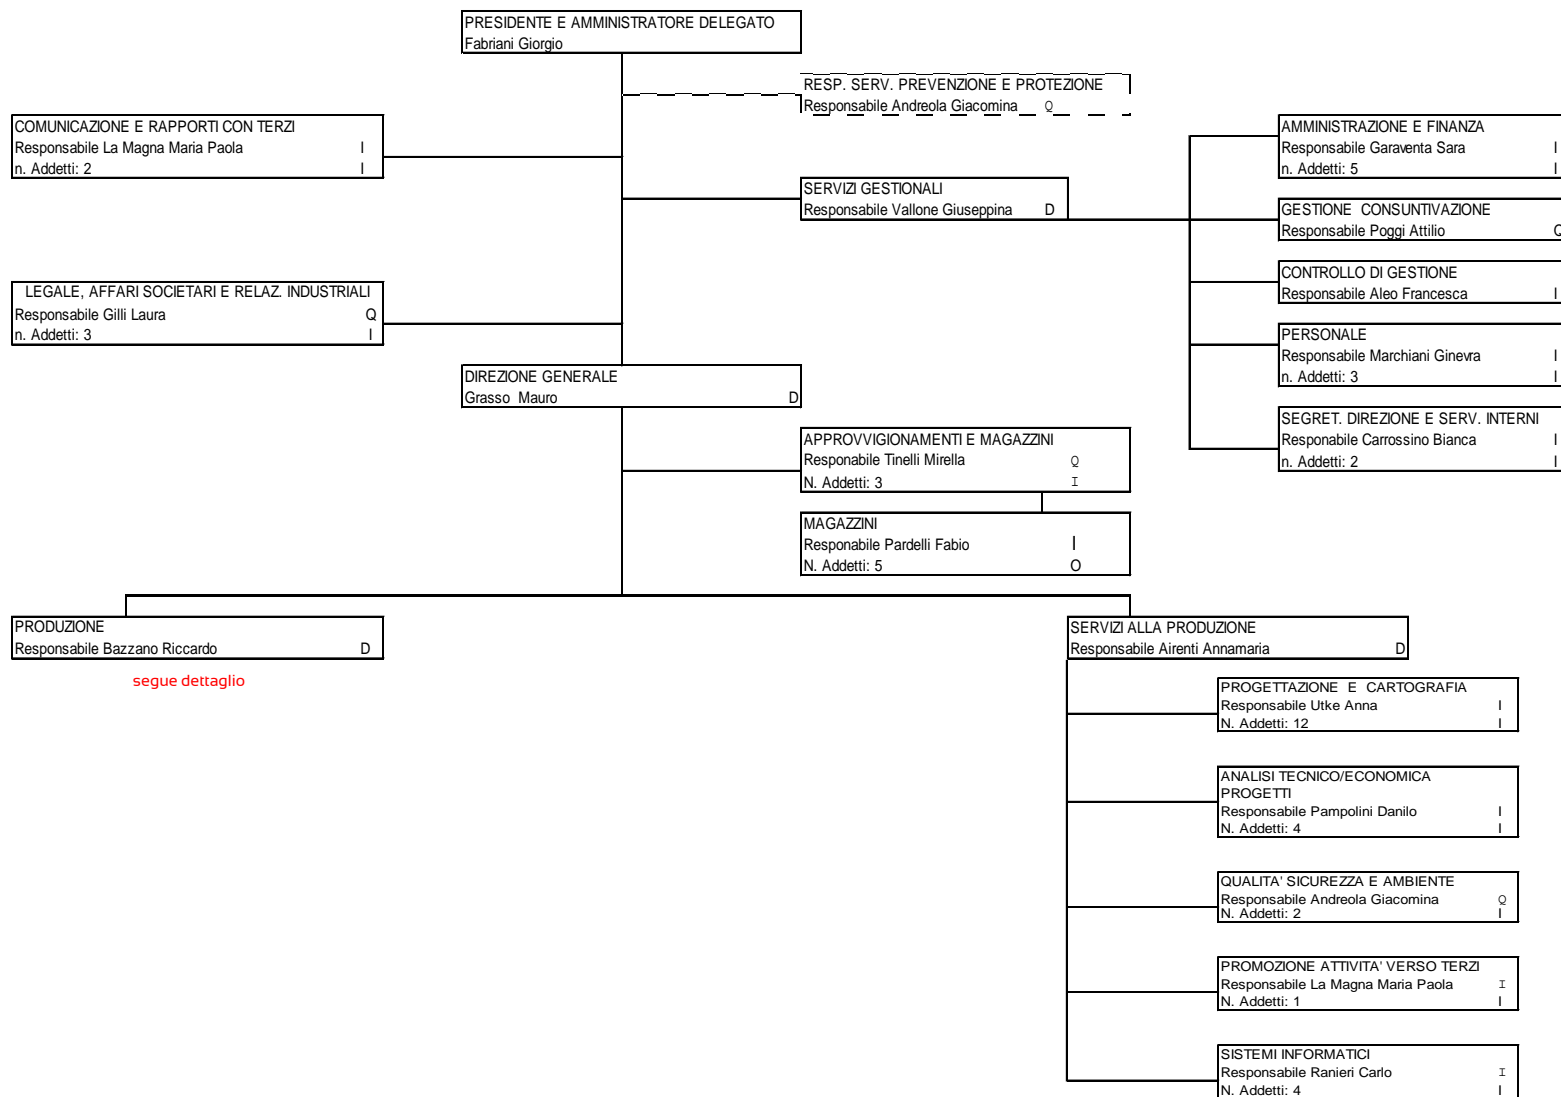 PRESIDENTE E AMMINISTRATORE DELEGATO
Fabriani Giorgio
RESP. SERV. PREVENZIONE E PROTEZIONE
Responsabile Andreola Giacomina Q
COMUNICAZIONE E RAPPORTI CON TERZI
Responsabile La Magna Maria Paola I
n. Addetti: 2 I
AMMINISTRAZIONE E FINANZA
Responsabile Garaventa Sara I
n. Addetti: 5 I
SERVIZI GESTIONALI
Responsabile Vallone Giuseppina D
GESTIONE CONSUNTIVAZIONE
Responsabile Poggi Attilio Q
CONTROLLO DI GESTIONE
Responsabile Aleo Francesca I
LEGALE, AFFARI SOCIETARI E RELAZ. INDUSTRIALI
Responsabile Gilli Laura Q
n. Addetti: 3 I
PERSONALE
Responsabile Marchiani Ginevra I
n. Addetti: 3 I
DIREZIONE GENERALE
Grasso Mauro D
SEGRET. DIREZIONE E SERV. INTERNI
Responabile Carrossino Bianca I
n. Addetti: 2 I
APPROVVIGIONAMENTI E MAGAZZINI
Responabile Tinelli Mirella Q
N. Addetti: 3 I
MAGAZZINI
Responabile Pardelli Fabio I
N. Addetti: 5 O
PRODUZIONE
Responsabile Bazzano Riccardo D
segue dettaglio
SERVIZI ALLA PRODUZIONE
Responsabile Airenti Annamaria D
PROGETTAZIONE E CARTOGRAFIA
Responsabile Utke Anna I
N. Addetti: 12 I
ANALISI TECNICO/ECONOMICA
PROGETTI
Responsabile Pampolini Danilo I
N. Addetti: 4 I
QUALITA' SICUREZZA E AMBIENTE
Responsabile Andreola Giacomina Q
N. Addetti: 2 I
PROMOZIONE ATTIVITA' VERSO TERZI
Responsabile La Magna Maria Paola I
N. Addetti: 1 I
SISTEMI INFORMATICI
Responsabile Ranieri Carlo I
N. Addetti: 4 I